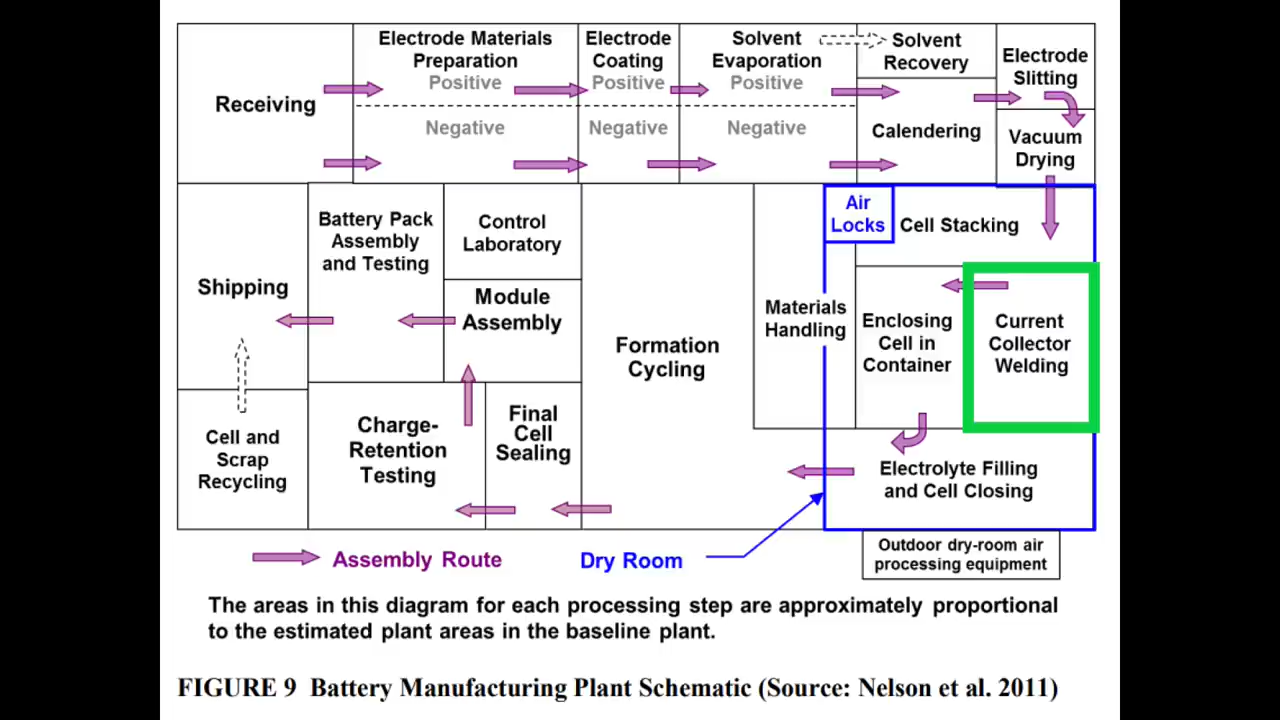 Receiving
Electrode Materials
Preparation
Positive
Negative
Electrode
Coating
Positive
Negative
Solvent
Evaporation
Positive
Negative
Solvent
Recovery
Calendering
Electrode
Slitting
Vacuum
Drying
Shipping
Battery Pack
Assembly
and Testing
Control
Laboratory
Module
Assembly
Formation
Cycling
Materials
Handling
Air
Locks
Cell Stacking
Enclosing
Cell in
Container
Current
Collector
Welding
Cell and
Scrap
Recycling
Charge-
Retention
Testing
Final
Cell
Sealing
Electrolyte Filling
and Cell Closing
Assembly Route
Dry Room
Outdoor dry-room air
processing equipment
The areas in this diagram for each processing step are approximately proportional
to the estimated plant areas in the baseline plant.
FIGURE 9 Battery Manufacturing Plant Schematic (Source: Nelson et al. 2011)